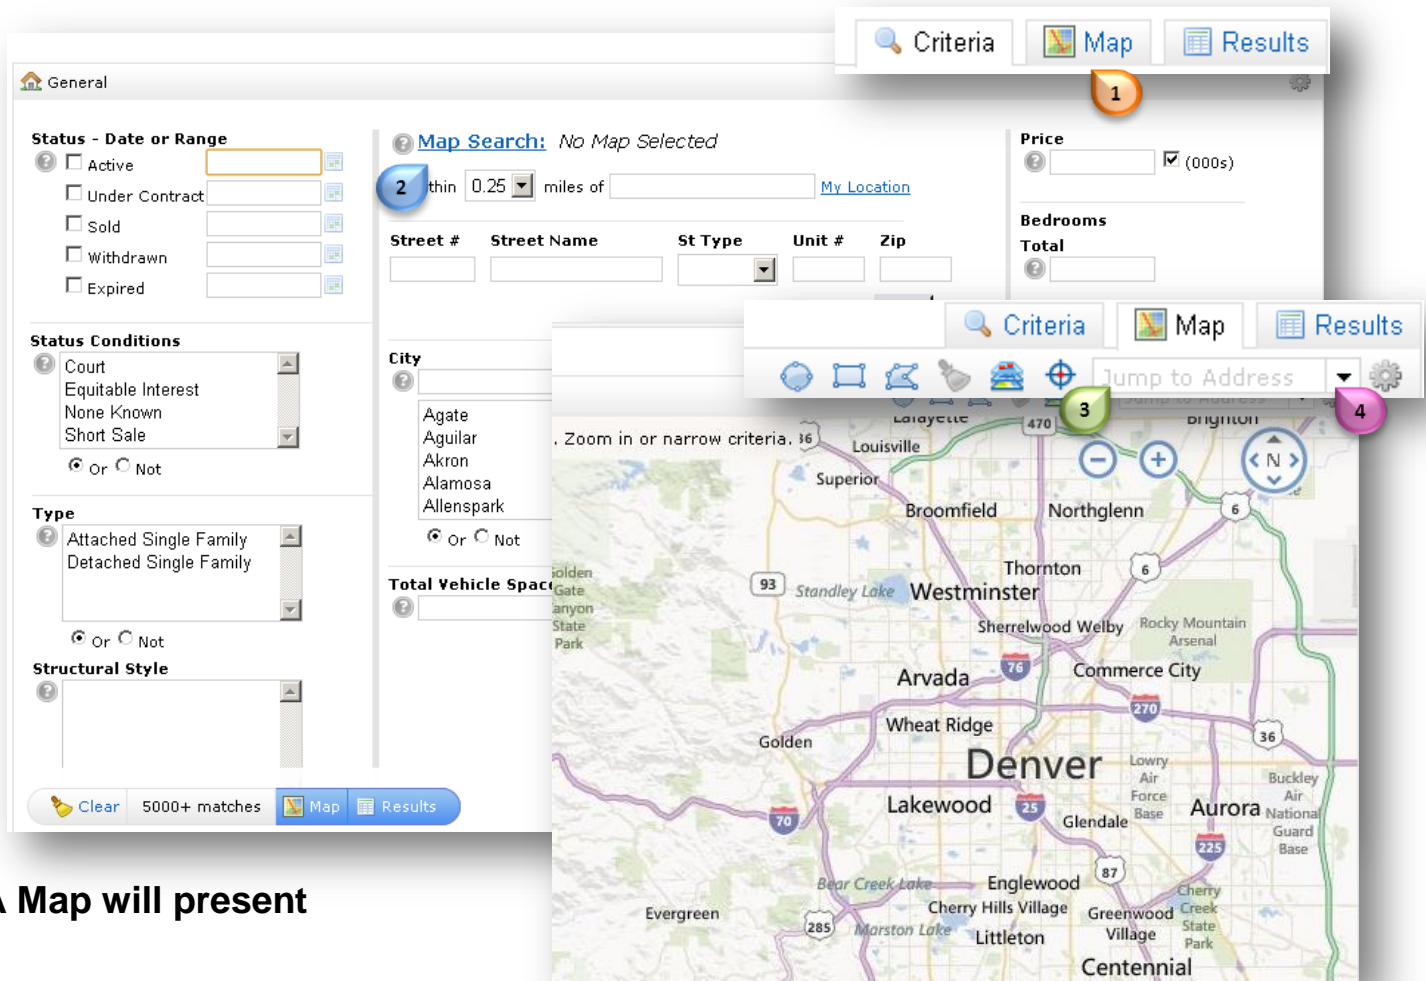 Criteria Map Results
1
General
Status - Date or Range
Active
Under Contract
Sold
Withdrawn
Expired
Map Search: No Map Selected
2 thin 0.25 miles of My Location
Street # Street Name St Type Unit # Zip
Price
(000s)
Bedrooms
Total
Status Conditions
Court
Equitable Interest
None Known
Short Sale
Or Not
City
Agate
Aguilar
Akron
Alamosa
Allenspark
Or Not
Type
Attached Single Family
Detached Single Family
Or Not
Total Vehicle Space
Structural Style
Clear 5000+ matches Map Results
Criteria Map Results
Jump to Address
3
4
Jump to Address
. Zoom in or narrow criteria.
36
Lafayette
470
Brighton
Louisville
N
Superior
Broomfield
Northglenn
6
Thornton
6
Golden
Gate
Canyon
State
Park
93
Standley Lake
Westminster
Sherrelwood Welby
Rocky Mountain
Arsenal
76
Arvada
Commerce City
270
Wheat Ridge
36
Golden
Denver
Lowry
Air
Force
Base
Buckley
Air
National
Guard
Base
Lakewood
25
Aurora
70
Glendale
225
87
Bear Creek Lake
Englewood
Cherry
Creek
State
Park
Evergreen
Cherry Hills Village
Greenwood
Village
285
Marston Lake
Littleton
Centennial
A Map will present